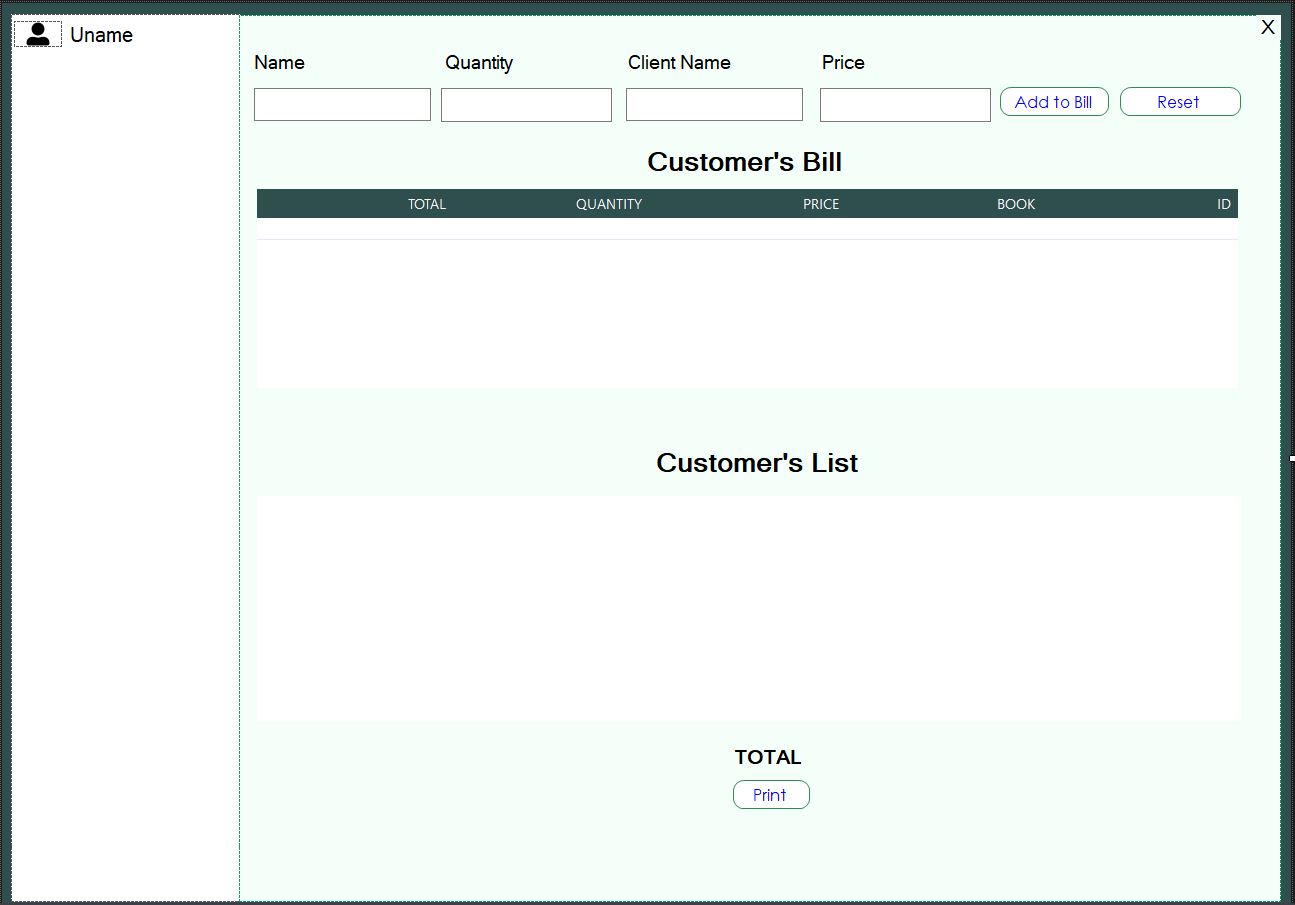 Uname
X
Name Quantity Client Name Price
Add to Bill Reset
Customer's Bill
TOTAL QUANTITY PRICE BOOK ID
Customer's List
TOTAL
Print